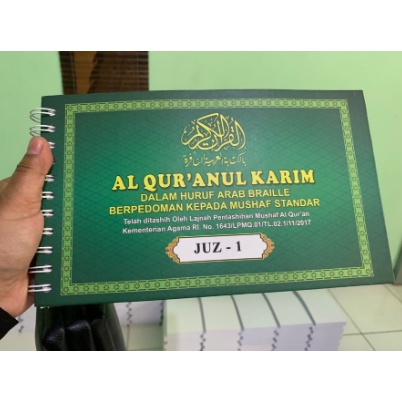 القرآن الكريم
AL QUR'ANUL KARIM
DALAM HURUF ARAB BRAILLE
BERPEDOMAN KEPADA MUSHAF STANDAR
Telah ditashih Oleh Lajnah Pentashihan Mushaf Al Qur'an
Kementerian Agama RI. No. 1643/LPMQ.01/TL.02.1/11/2017
JUZ - 1